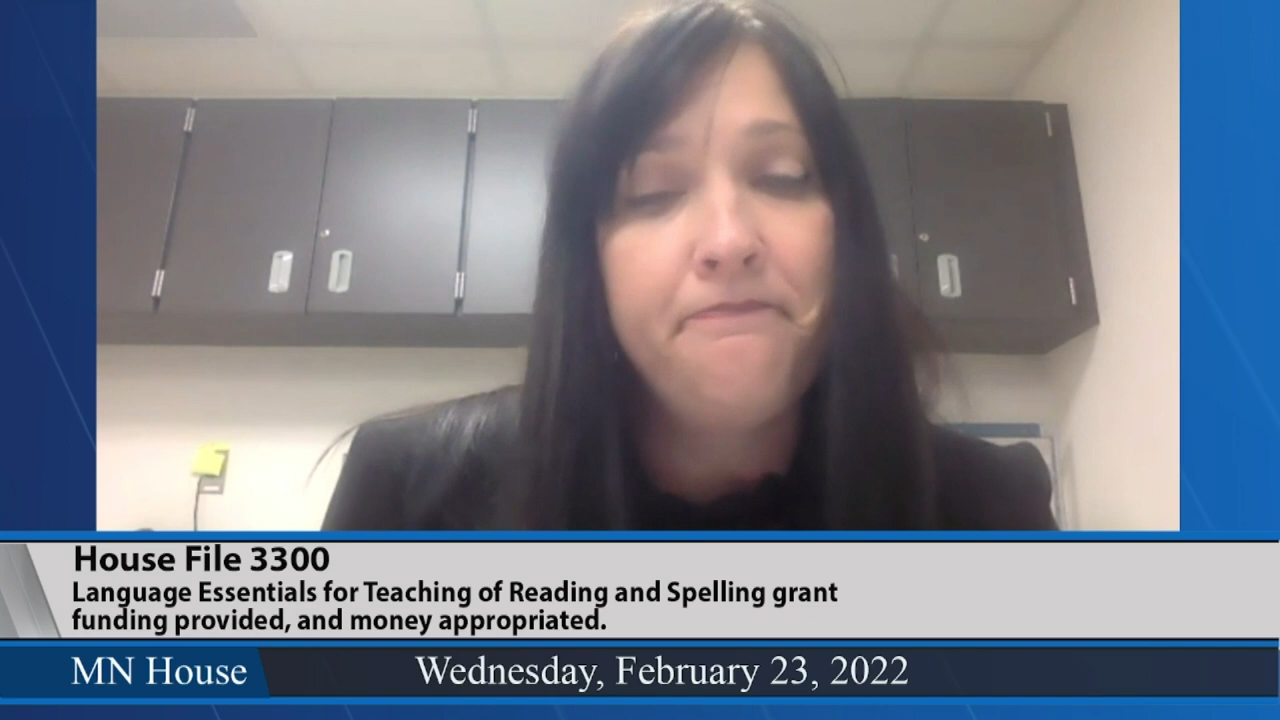 House File 3300
Language Essentials for Teaching of Reading and Spelling grant
funding provided, and money appropriated.
MN House
Wednesday, February 23, 2022